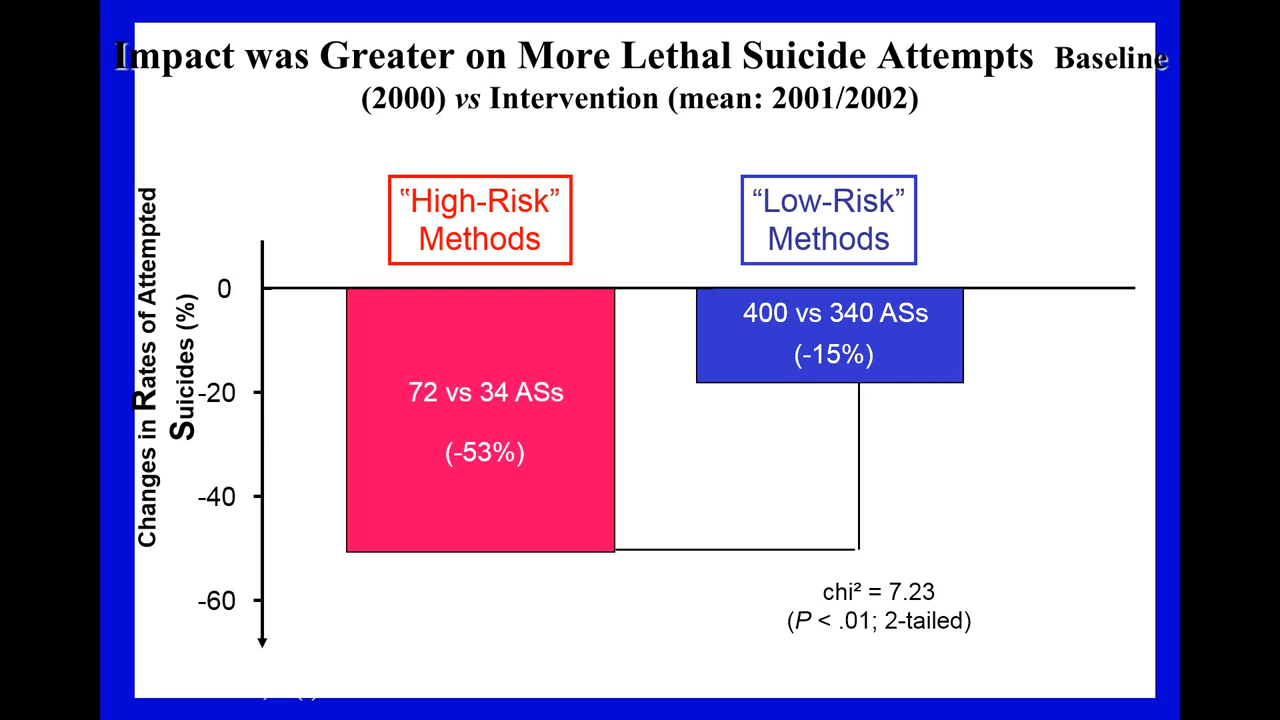 Impact was Greater on More Lethal Suicide Attempts Baseline
(2000) vs Intervention (mean: 2001/2002)
"High-Risk”
Methods
“Low-Risk”
Methods
Changes in Rates of Attempted
Suicides (%)
0
-20
-40
-60
72 vs 34 ASs
(-53%)
400 vs 340 ASs
(-15%)
chi² = 7.23
(P < .01; 2-tailed)